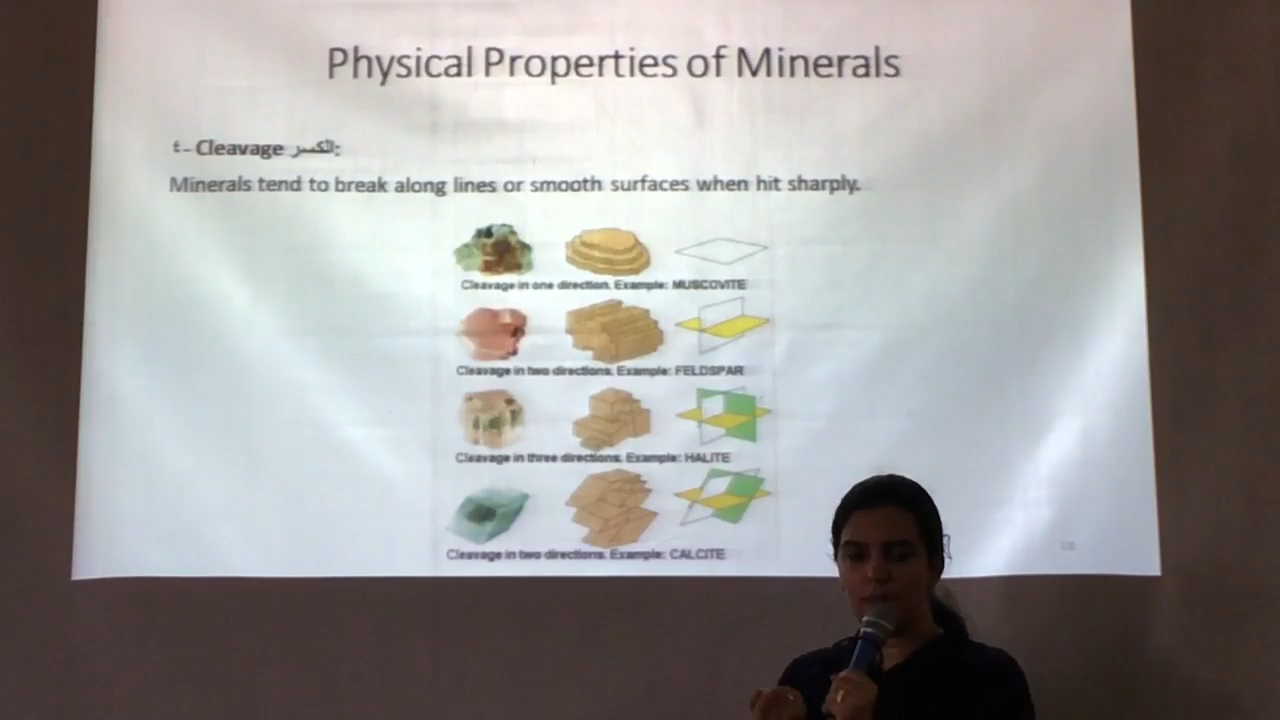 Physical Properties of Minerals
٤- Cleavage الكسر:
Minerals tend to break along lines or smooth surfaces when hit sharply.
Cleavage in one direction. Example: MUSCOVITE
Cleavage in two directions. Example: FELDSPAR
Cleavage in three directions. Example: HALITE
Cleavage in two directions. Example: CALCITE